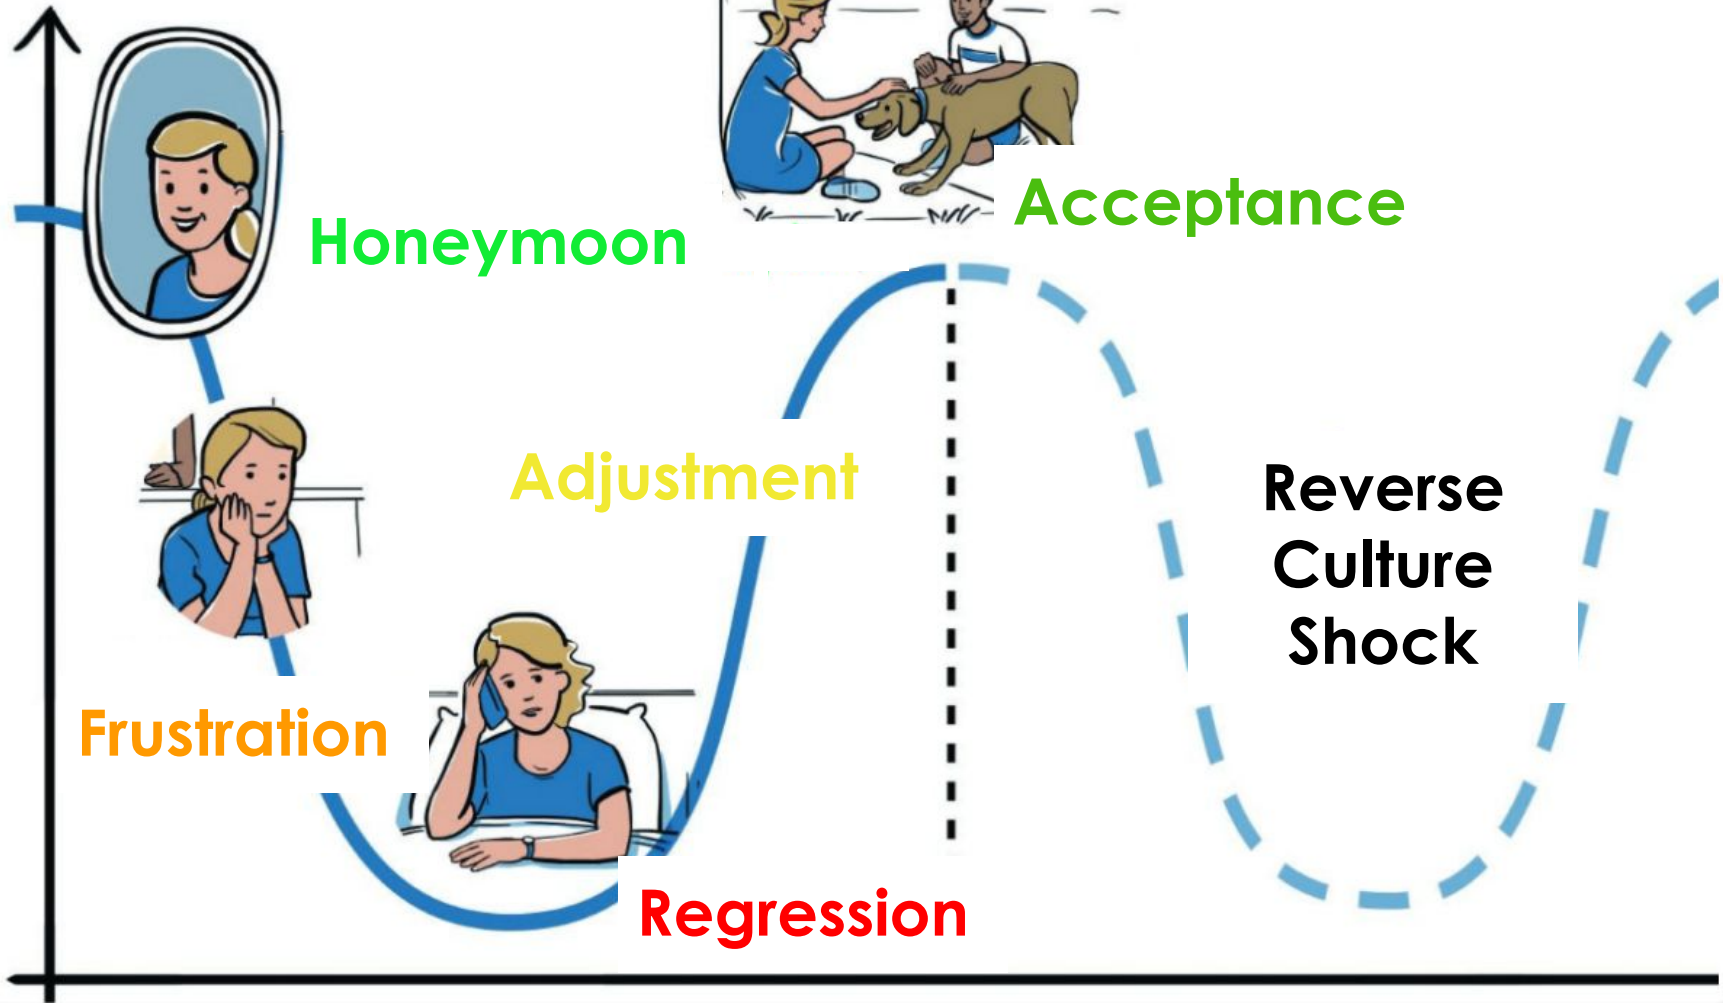 Honeymoon
Acceptance
Adjustment
Reverse
Culture
Shock
Frustration
Regression